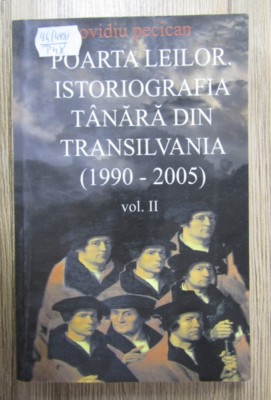 ovidiu pecican
POARTA LEILOR.
ISTORIOGRAFIA
TÂNĂRĂ DIN
TRANSILVANIA
(1990 - 2005)
vol. II